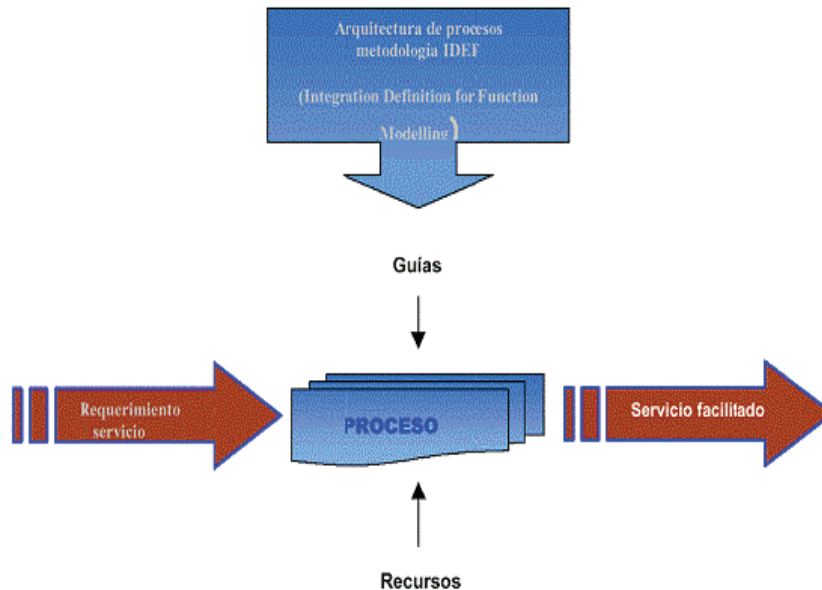 Arquitectura de procesos
metodología IDEF
(Integration Definition for Function
Modelling)
Guías
Requerimiento
servicio
PROCESO
Servicio facilitado
Recursos